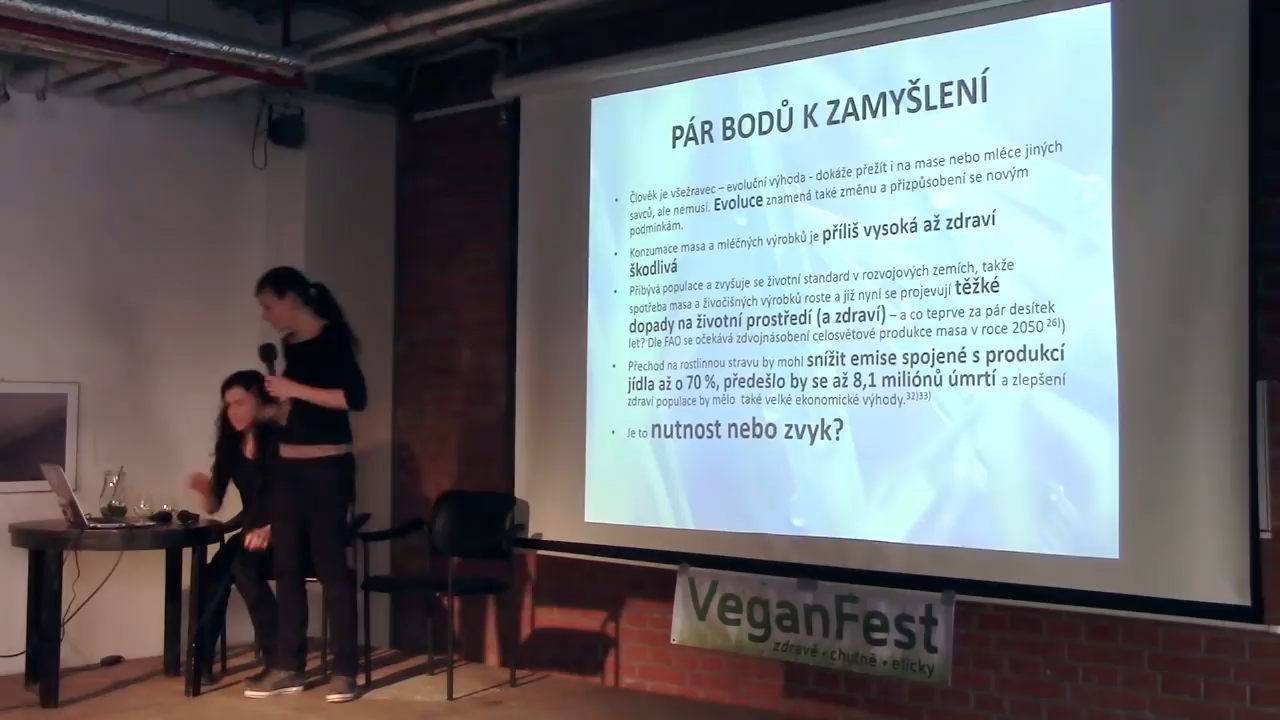 PÁR BODŮ K ZAMYŠLENÍ
• Člověk je všežravec – evoluční výhoda - dokáže přežít i na mase nebo mléce jiných
savců, ale nemusí. Evoluce znamená také změnu a přizpůsobení se novým
podmínkám.
• Konzumace masa a mléčných výrobků je příliš vysoká až zdraví
škodlivá
• Přibývá populace a zvyšuje se životní standard v rozvojových zemích, takže
spotřeba masa a živočišných výrobků roste a již nyní se projevují těžké
dopady na životní prostředí (a zdraví) – a co teprve za pár desítek
let? Dle FAO se očekává zdvojnásobení celosvětové produkce masa v roce 2050 26))
• Přechod na rostlinnou stravu by mohl snížit emise spojené s produkcí
jídla až o 70 %, předešlo by se až 8,1 miliónů úmrtí a zlepšení
zdraví populace by mělo také velké ekonomické výhody.32)33)
• Je to nutnost nebo zvyk?
VeganFest
zdravě • chutně • eticky